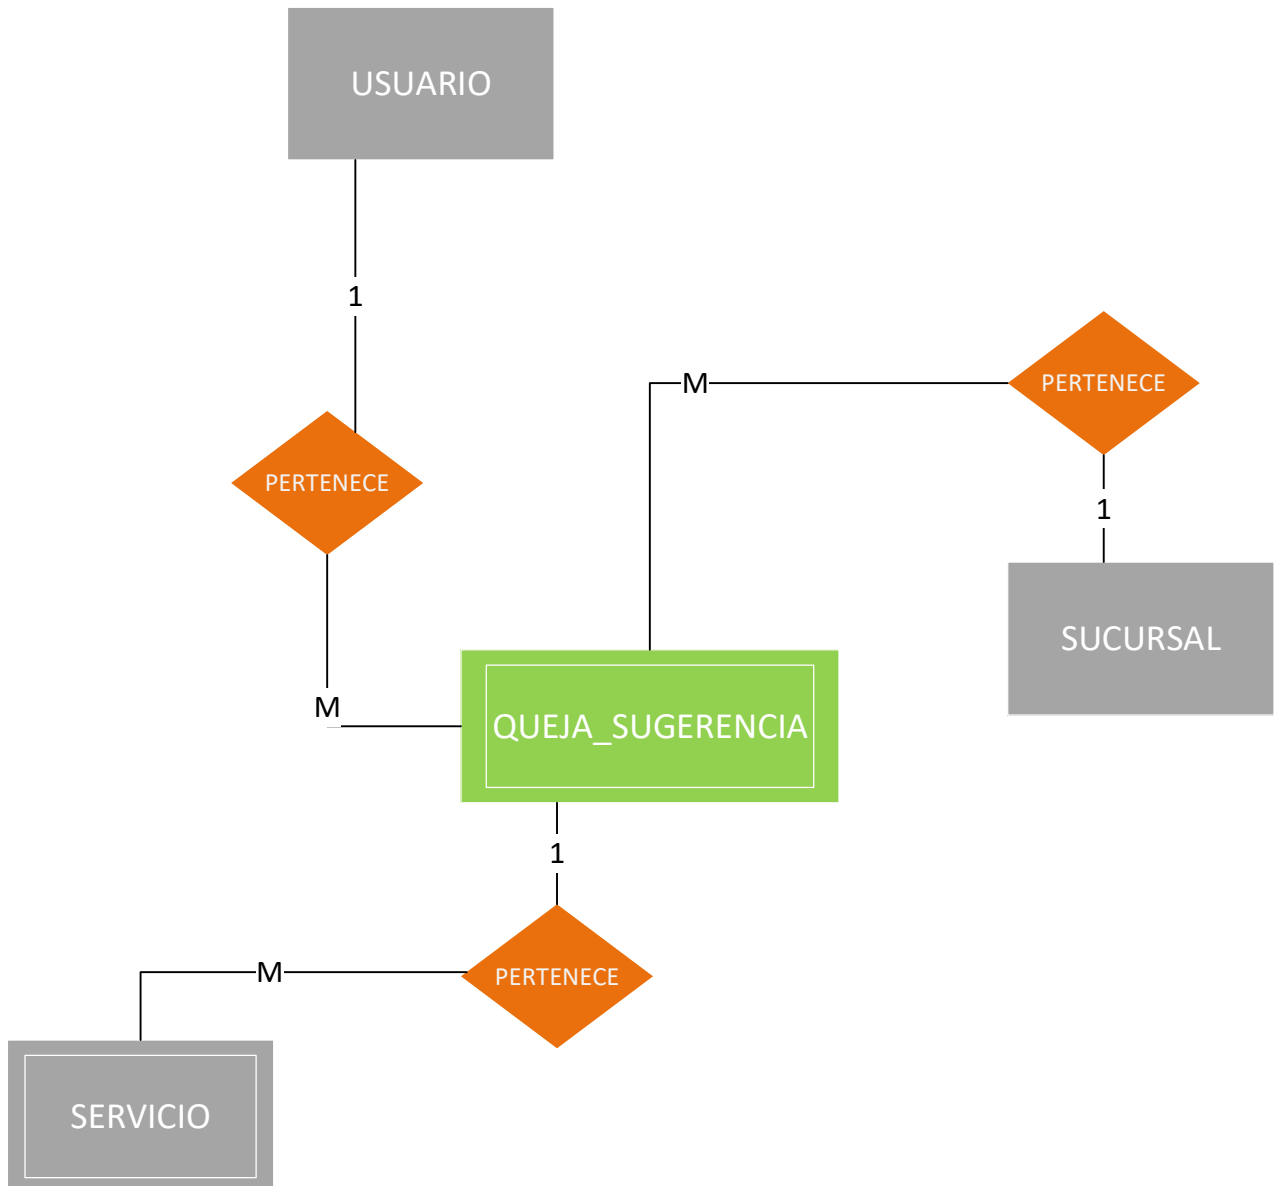 USUARIO
1
PERTENECE
M
PERTENECE
1
SUCURSAL
M
QUEJA_SUGERENCIA
1
PERTENECE
M
SERVICIO